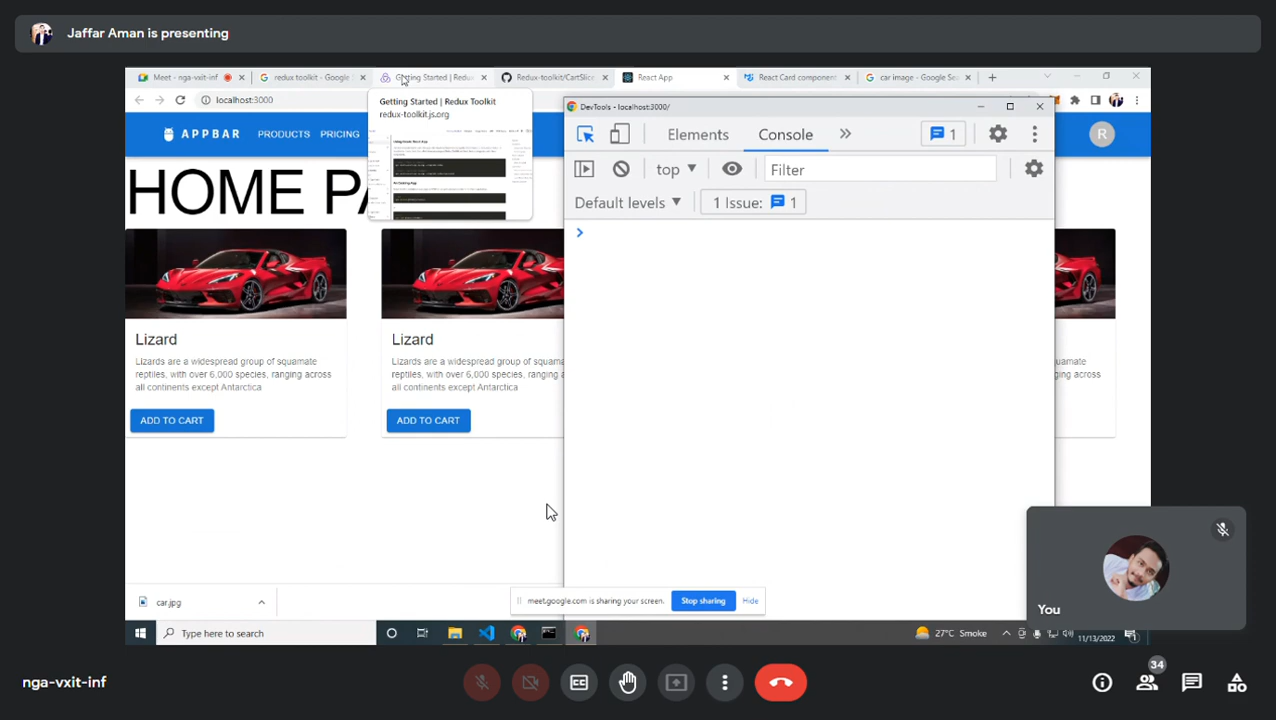 Jaffar Aman is presenting
Meet - nga-vxit-inf
redux toolkit - Google S
Getting Started | Redu
Redux-toolkit/CartSlice
React App
React Card component
car image - Google Sea
localhost:3000
Getting Started | Redux Toolkit
redux-toolkit.js.org
DevTools - localhost:3000/
APPBAR PRODUCTS PRICING
Elements Console 1
R
top Filter
HOME PA
Default levels 1 Issue: 1
Lizard
Lizards are a widespread group of squamate
reptiles, with over 6,000 species, ranging across
all continents except Antarctica
ADD TO CART
Lizard
Lizards are a widespread group of squama
reptiles, with over 6,000 species, ranging a
all continents except Antarctica
ADD TO CART
uamate
across
car.jpg
meet.google.com is sharing your screen. Stop sharing Hide
You
Type here to search
27°C Smoke
11/13/2022
nga-vxit-inf
34